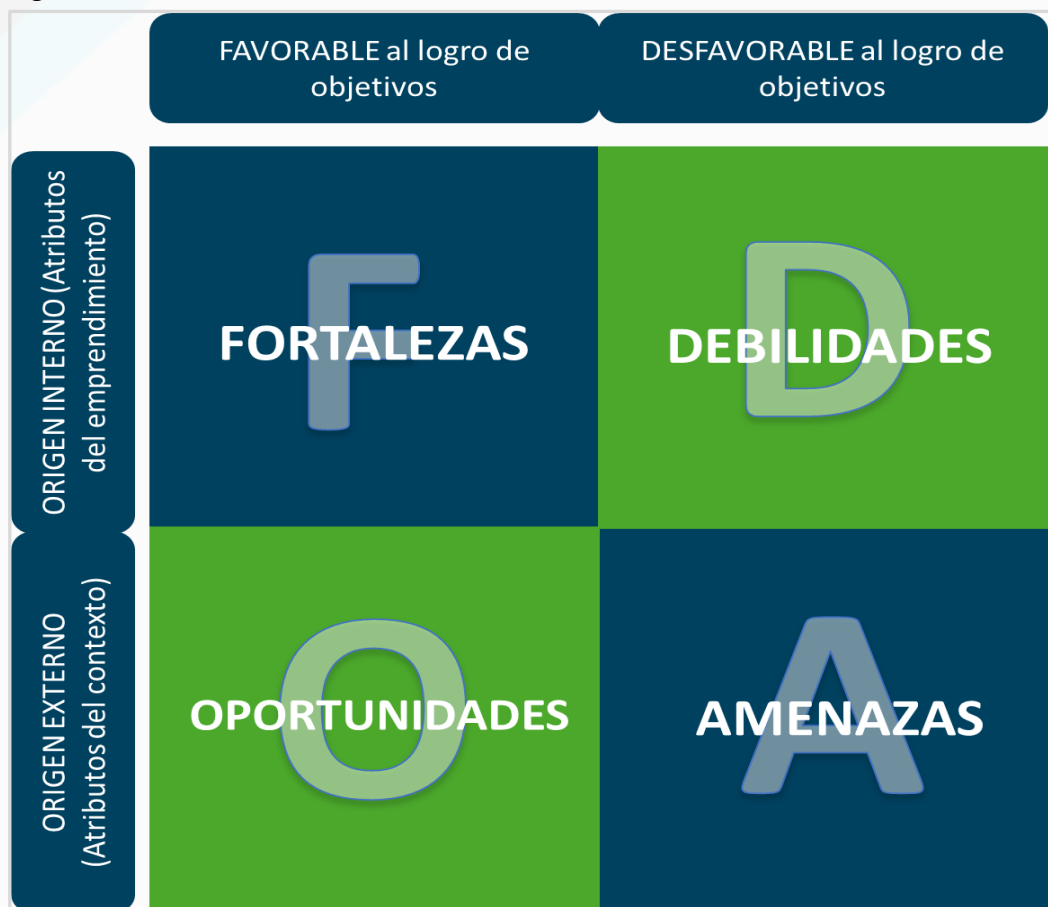 FAVORABLE al logro de
objetivos
DESFAVORABLE al logro de
objetivos
ORIGEN INTERNO (Atributos
del emprendimiento)
F
FORTALEZAS
D
DEBILIDADES
ORIGEN EXTERNO
(Atributos del contexto)
O
OPORTUNIDADES
A
AMENAZAS